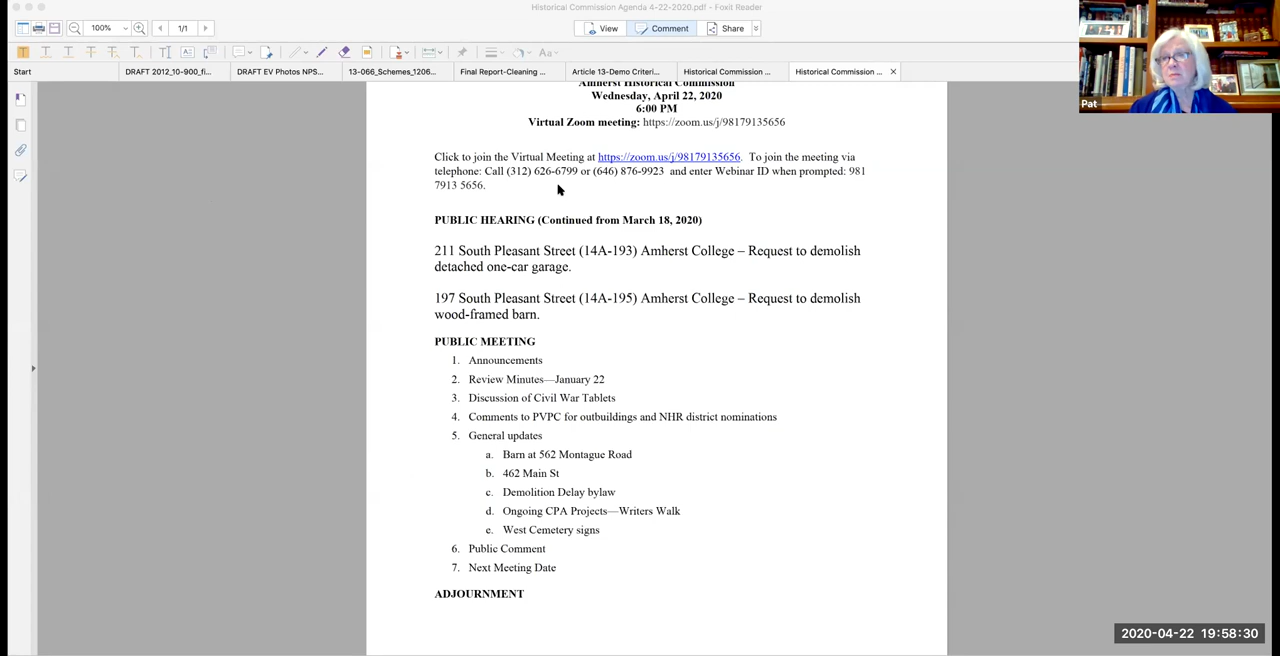 Historical Commission Agenda 4-22-2020.pdf - Foxit Reader
100%
1/1
View
Comment
Share
Start
DRAFT 2012_10-900_fi...
DRAFT EV Photos NPS...
13-066_Schemes_1206...
Final Report-Cleaning ...
Article 13-Demo Criteri...
Historical Commission ...
Historical Commission ...
Amherst Historical Commission
Wednesday, April 22, 2020
6:00 PM
Virtual Zoom meeting: https://zoom.us/j/98179135656
Click to join the Virtual Meeting at https://zoom.us/j/98179135656. To join the meeting via
telephone: Call (312) 626-6799 or (646) 876-9923 and enter Webinar ID when prompted: 981
7913 5656.
PUBLIC HEARING (Continued from March 18, 2020)
211 South Pleasant Street (14A-193) Amherst College – Request to demolish
detached one-car garage.
197 South Pleasant Street (14A-195) Amherst College – Request to demolish
wood-framed barn.
PUBLIC MEETING
1. Announcements
2. Review Minutes—January 22
3. Discussion of Civil War Tablets
4. Comments to PVPC for outbuildings and NHR district nominations
5. General updates
a. Barn at 562 Montague Road
b. 462 Main St
c. Demolition Delay bylaw
d. Ongoing CPA Projects—Writers Walk
e. West Cemetery signs
6. Public Comment
7. Next Meeting Date
ADJOURNMENT
Pat
2020-04-22 19:58:30